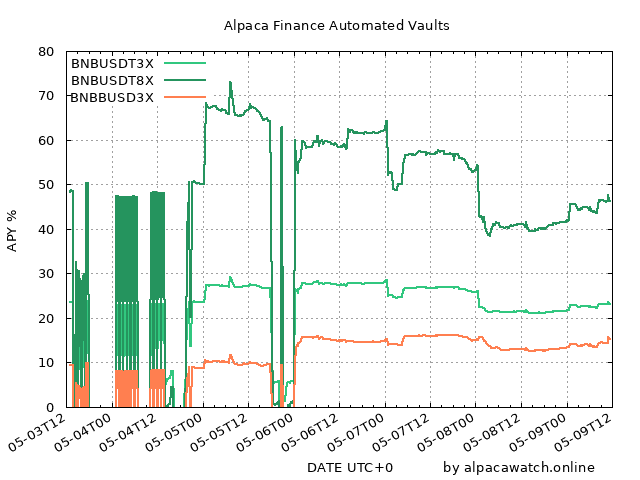 Alpaca Finance Automated Vaults
80
70
60
50
40
30
20
10
0
APY %
BNBUSDT3X
BNBUSDT8X
BNBBUSD3X
05-03T12
05-04T00
05-04T12
05-05T00
05-05T12
05-06T00
05-06T12
05-07T00
05-07T12
05-08T00
05-08T12
05-09T00
05-09T12
DATE UTC+0
by alpacawatch.online